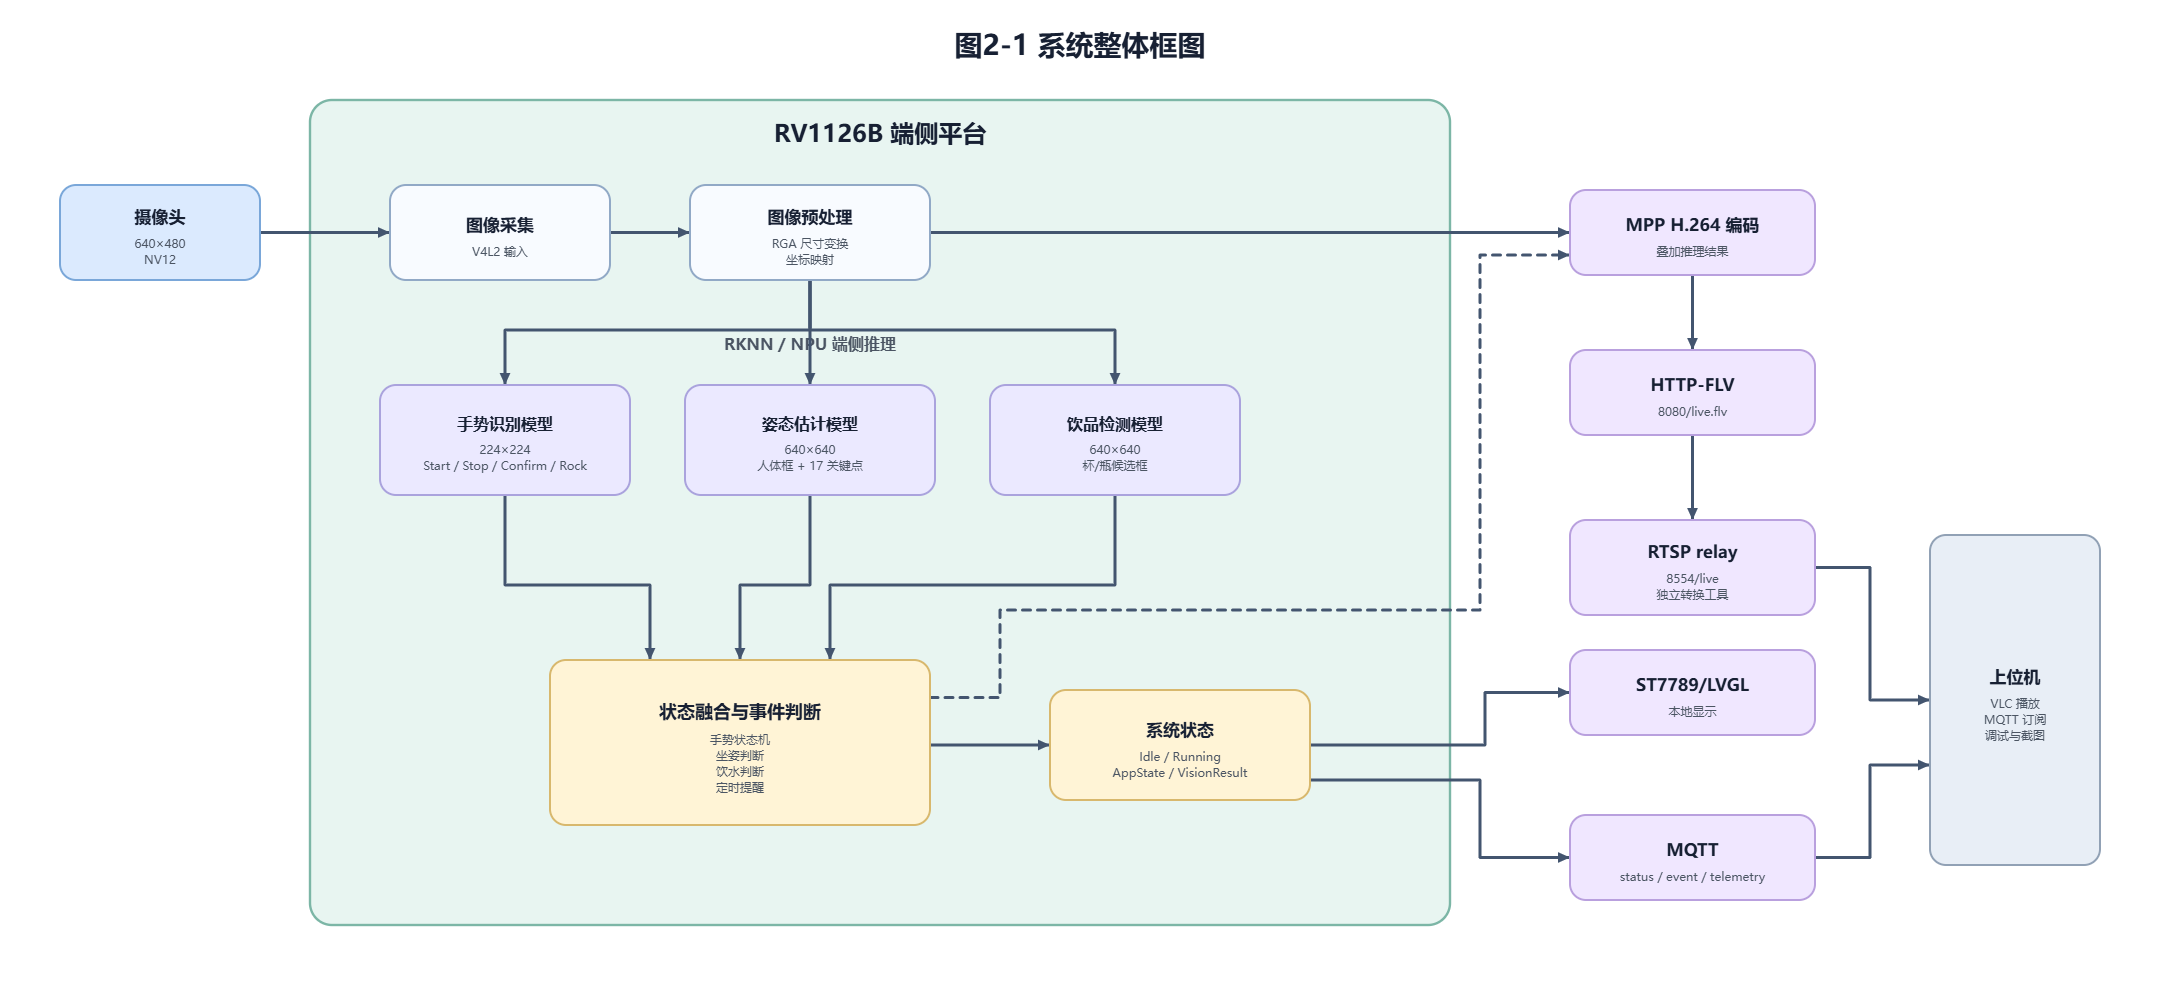 图2-1 系统整体框图
RV1126B 端侧平台
摄像头
640×480
NV12
图像采集
V4L2 输入
图像预处理
RGA 尺寸变换
坐标映射
MPP H.264 编码
叠加推理结果
RKNN / NPU 端侧推理
手势识别模型
224×224
Start / Stop / Confirm / Rock
姿态估计模型
640×640
人体框 + 17 关键点
饮品检测模型
640×640
杯/瓶候选框
HTTP-FLV
8080/live.flv
RTSP relay
8554/live
独立转换工具
状态融合与事件判断
手势状态机
坐姿判断
饮水判断
定时提醒
系统状态
Idle / Running
AppState / VisionResult
ST7789/LVGL
本地显示
MQTT
status / event / telemetry
上位机
VLC 播放
MQTT 订阅
调试与截图